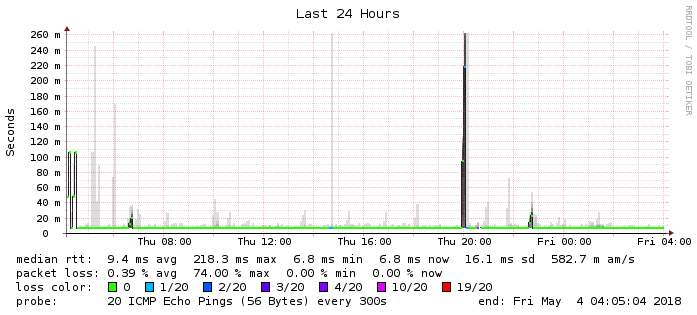 Last 24 Hours
RRDTOOL / TOBI OETIKER
Seconds
260 m
240 m
220 m
200 m
180 m
160 m
140 m
120 m
100 m
80 m
60 m
40 m
20 m
0
Thu 08:00 Thu 12:00 Thu 16:00 Thu 20:00 Fri 00:00 Fri 04:00
median rtt: 9.4 ms avg 218.3 ms max 6.8 ms min 6.8 ms now 16.1 ms sd 582.7 m am/s
packet loss: 0.39 % avg 74.00 % max 0.00 % min 0.00 % now
loss color: 0 1/20 2/20 3/20 4/20 10/20 19/20
probe: 20 ICMP Echo Pings (56 Bytes) every 300s end: Fri May 4 04:05:04 2018